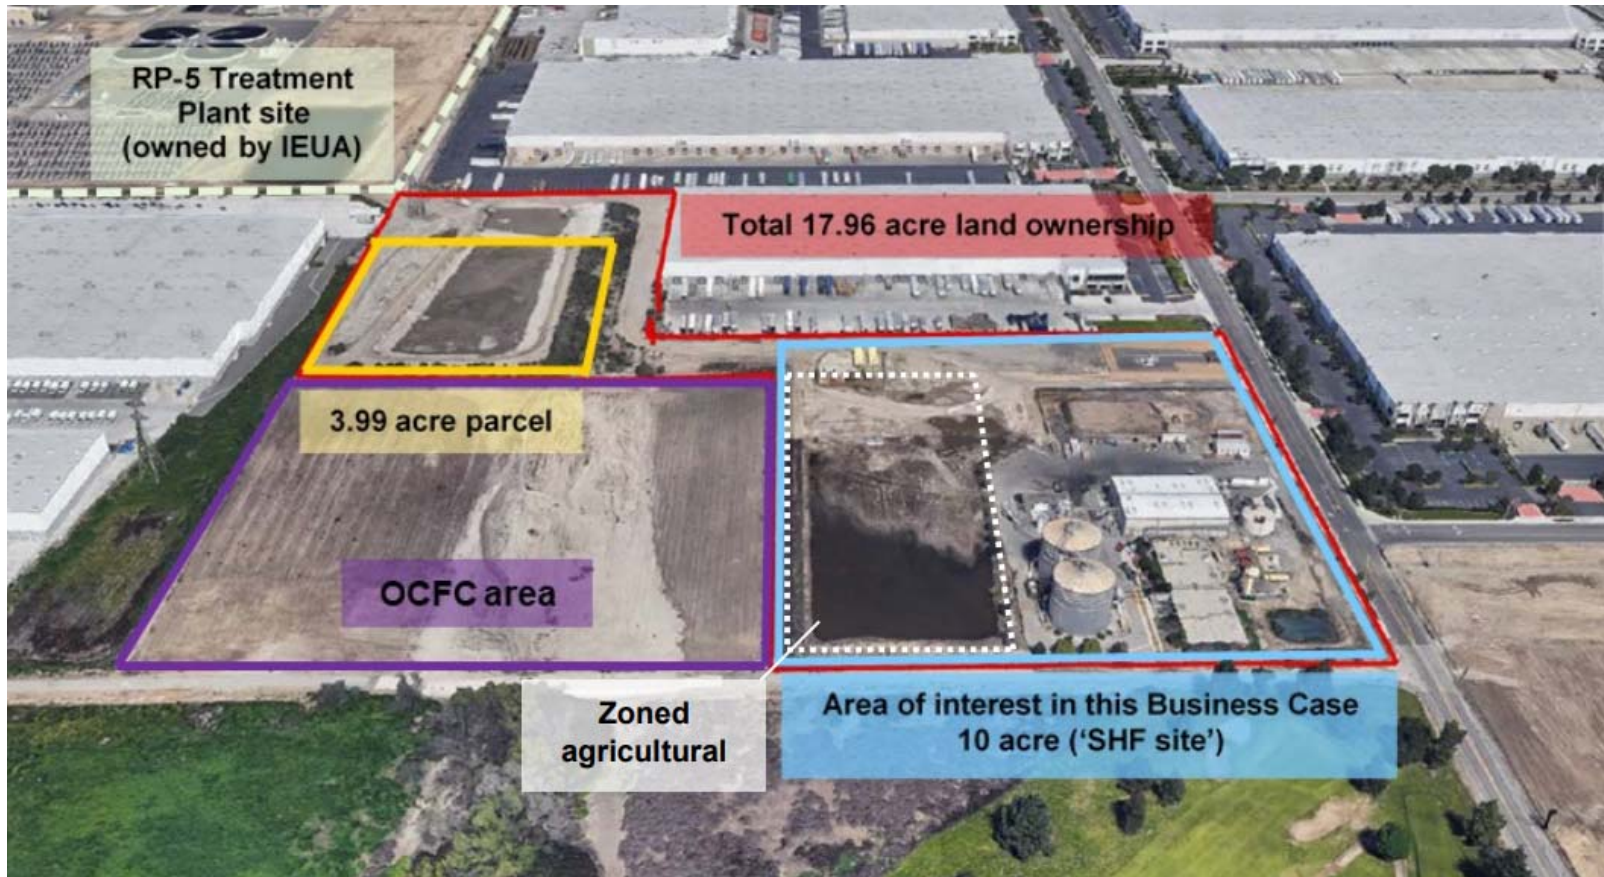 RP-5 Treatment
Plant site
(owned by IEUA)
Total 17.96 acre land ownership
3.99 acre parcel
OCFC area
Zoned
agricultural
Area of interest in this Business Case
10 acre (‘SHF site’)